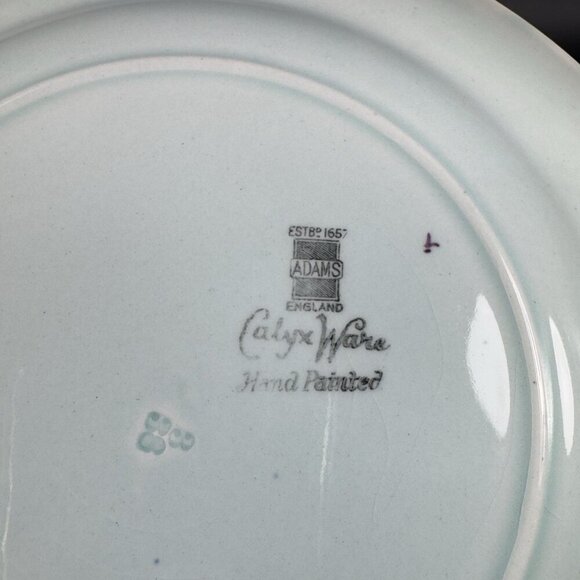 ESTBD 1657
ADAMS
ENGLAND
Calyx Ware
Hand Painted